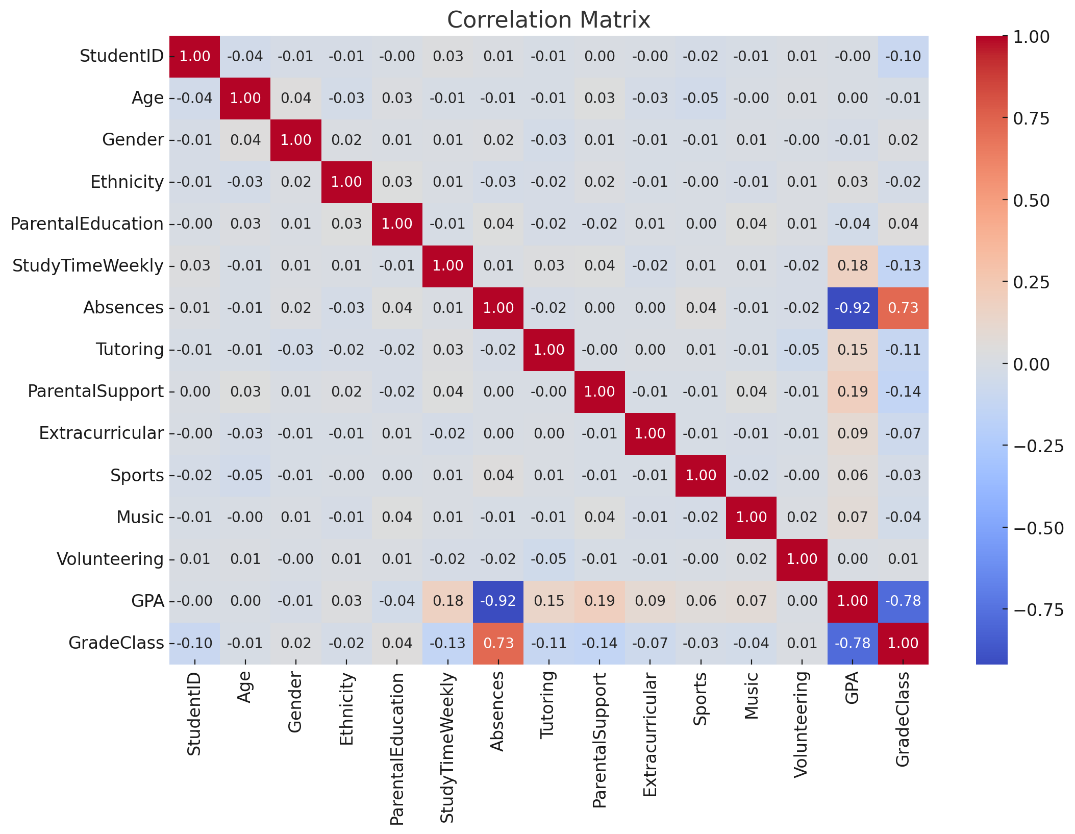 Correlation Matrix
StudentID 1.00 -0.04 -0.01 -0.01 -0.00 0.03 0.01 -0.01 0.00 -0.00 -0.02 -0.01 0.01 -0.00 -0.10
Age -0.04 1.00 0.04 -0.03 0.03 -0.01 -0.01 -0.01 0.03 -0.03 -0.05 -0.00 0.01 0.00 -0.01
Gender -0.01 0.04 1.00 0.02 0.01 0.01 0.02 -0.03 0.01 -0.01 -0.01 0.01 -0.00 -0.01 0.02
Ethnicity -0.01 -0.03 0.02 1.00 0.03 0.01 -0.03 -0.02 0.02 -0.01 -0.00 -0.01 0.01 0.03 -0.02
ParentalEducation -0.00 0.03 0.01 0.03 1.00 -0.01 0.04 -0.02 -0.02 0.01 0.00 0.04 0.01 -0.04 0.04
StudyTimeWeekly 0.03 -0.01 0.01 0.01 -0.01 1.00 0.01 0.03 0.04 -0.02 0.01 0.01 -0.02 0.18 -0.13
Absences 0.01 -0.01 0.02 -0.03 0.04 0.01 1.00 -0.02 0.00 0.00 0.04 -0.01 -0.02 -0.92 0.73
Tutoring -0.01 -0.01 -0.03 -0.02 -0.02 0.03 -0.02 1.00 -0.00 0.00 0.01 -0.01 -0.05 0.15 -0.11
ParentalSupport 0.00 0.03 0.01 0.02 -0.02 0.04 0.00 -0.00 1.00 -0.01 -0.01 0.04 -0.01 0.19 -0.14
Extracurricular -0.00 -0.03 -0.01 -0.01 0.01 -0.02 0.00 0.00 -0.01 1.00 -0.01 -0.01 -0.01 0.09 -0.07
Sports -0.02 -0.05 -0.01 -0.00 0.00 0.01 0.04 0.01 -0.01 -0.01 1.00 -0.02 -0.00 0.06 -0.03
Music -0.01 -0.00 0.01 -0.01 0.04 0.01 -0.01 -0.01 0.04 -0.01 -0.02 1.00 0.02 0.07 -0.04
Volunteering 0.01 0.01 -0.00 0.01 0.01 -0.02 -0.02 -0.05 -0.01 -0.01 -0.00 0.02 1.00 0.00 0.01
GPA -0.00 0.00 -0.01 0.03 -0.04 0.18 -0.92 0.15 0.19 0.09 0.06 0.07 0.00 1.00 -0.78
GradeClass -0.10 -0.01 0.02 -0.02 0.04 -0.13 0.73 -0.11 -0.14 -0.07 -0.03 -0.04 0.01 -0.78 1.00
StudentID
Age
Gender
Ethnicity
ParentalEducation
StudyTimeWeekly
Absences
Tutoring
ParentalSupport
Extracurricular
Sports
Music
Volunteering
GPA
GradeClass
1.00
0.75
0.50
0.25
0.00
−0.25
−0.50
−0.75